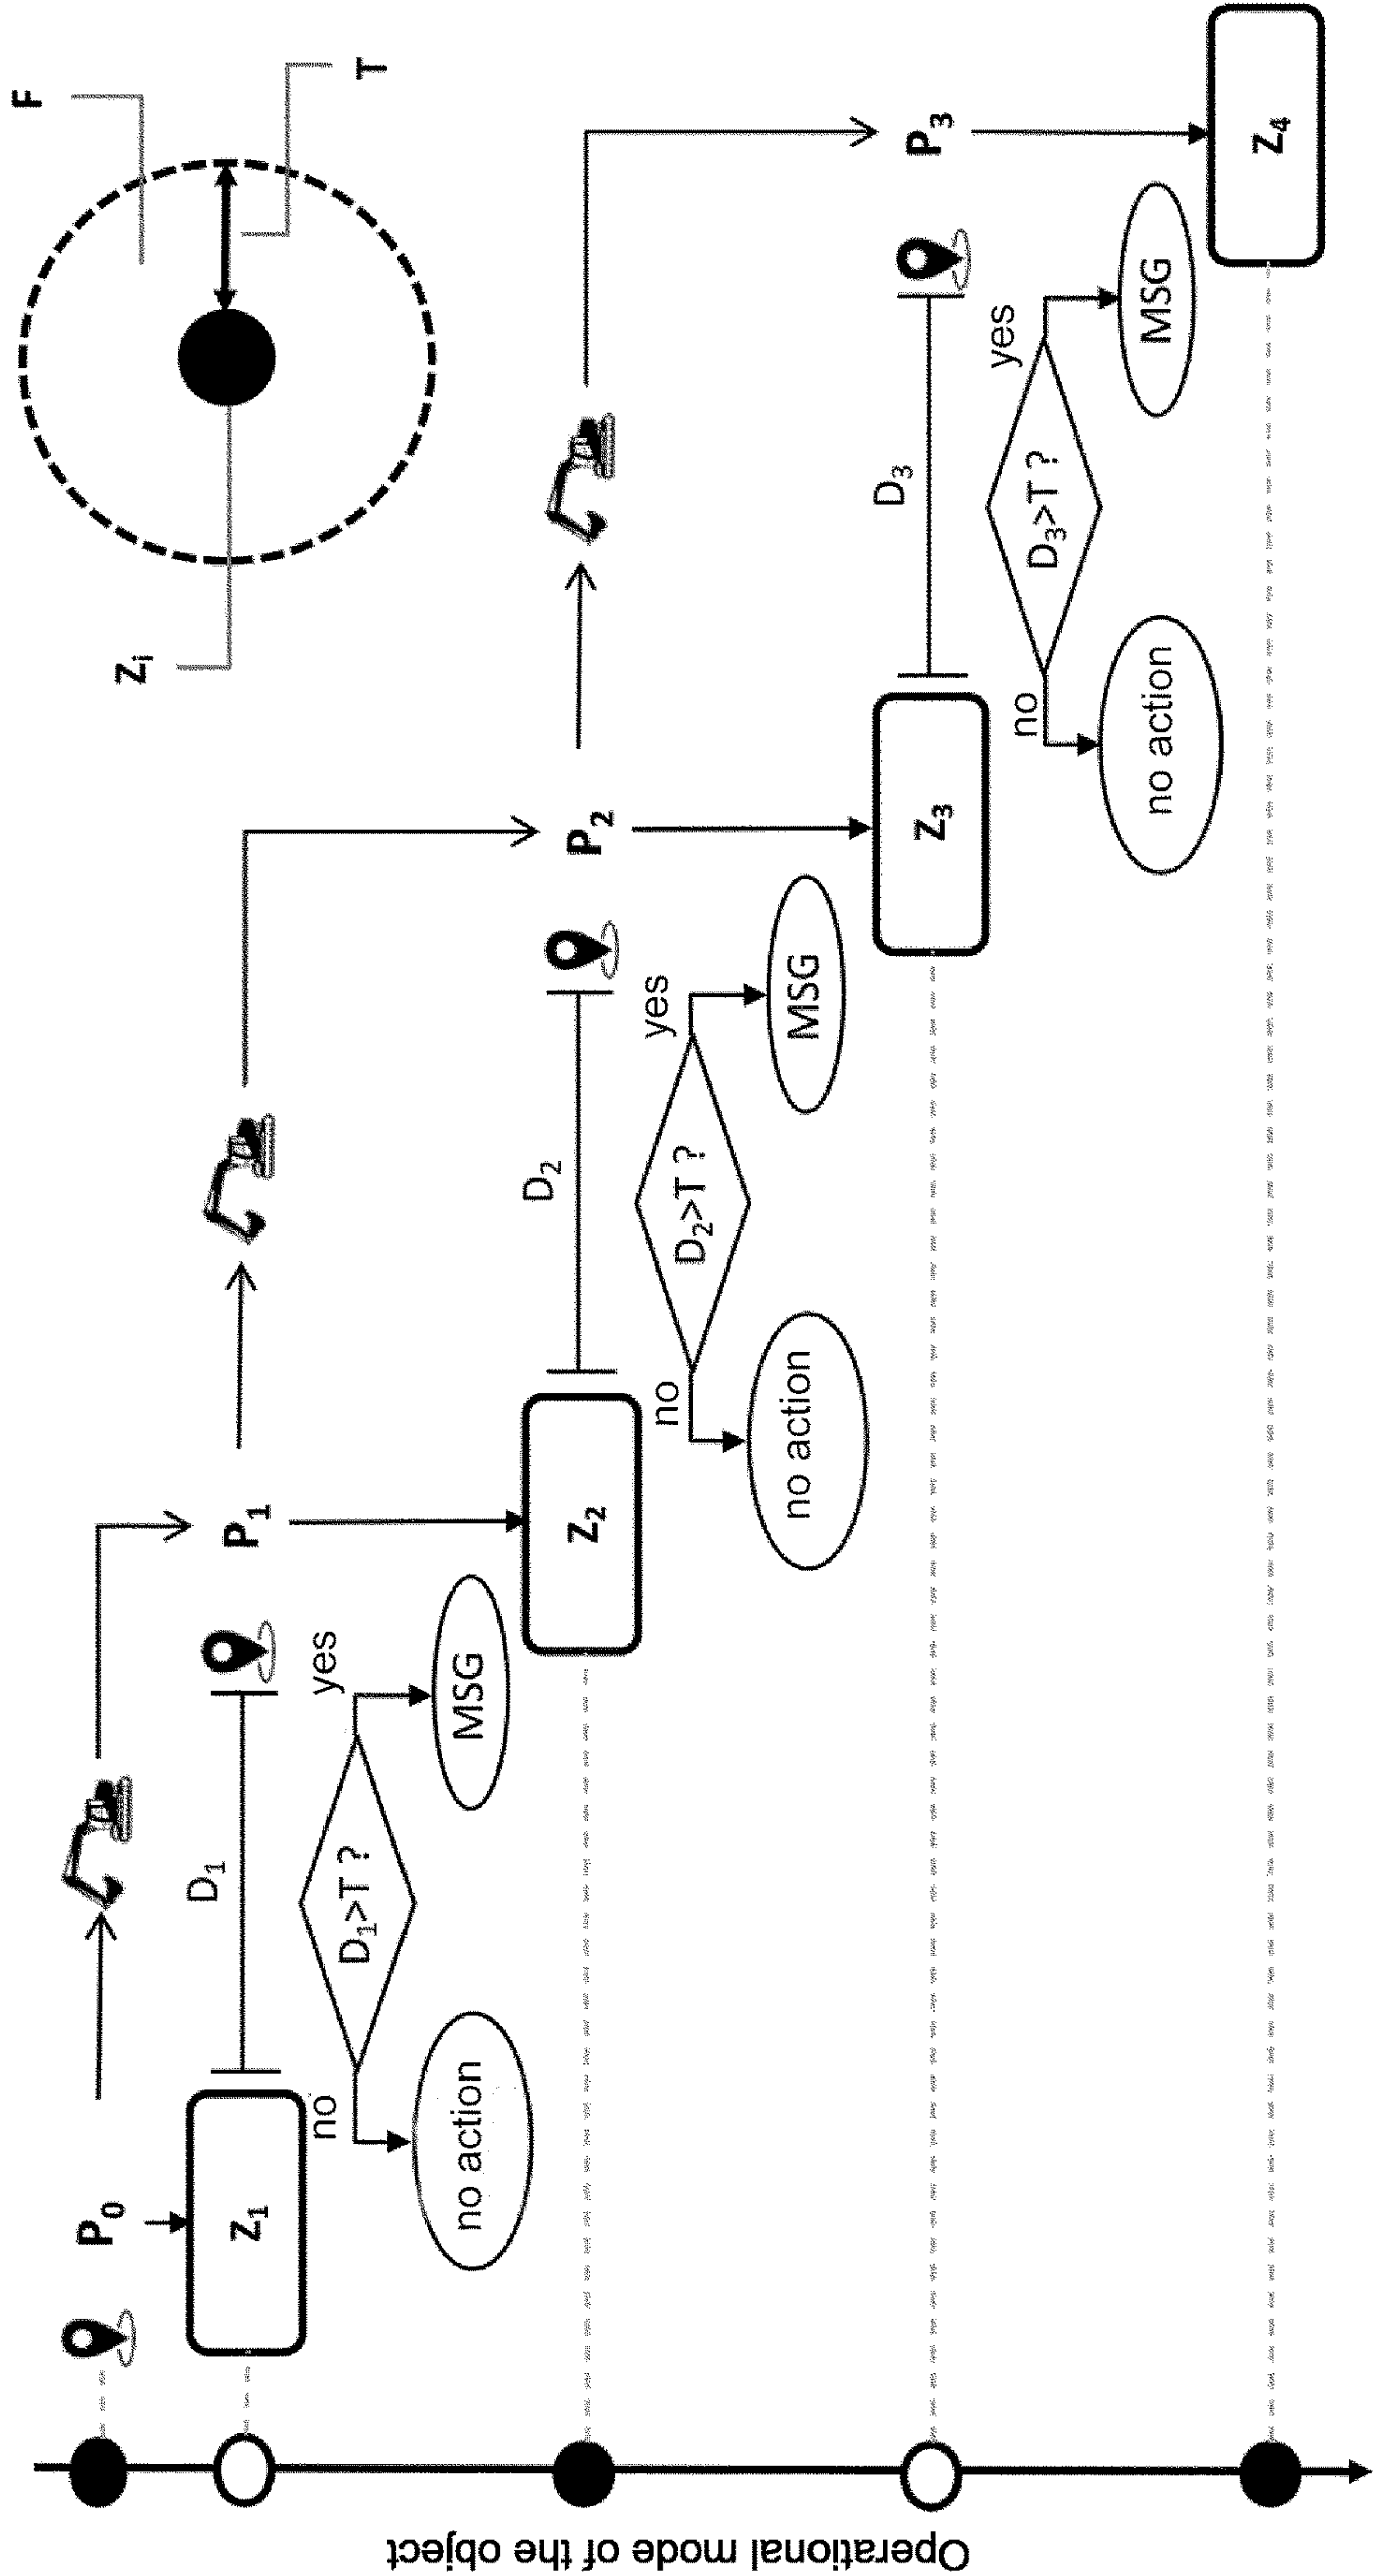 F
T
Zi
P0
Z1
D1
D1>T ?
no
yes
no action
MSG
P1
Z2
D2
D2>T ?
no
yes
no action
MSG
P2
Z3
D3
D3>T ?
no
yes
no action
MSG
P3
Z4
Operational mode of the object